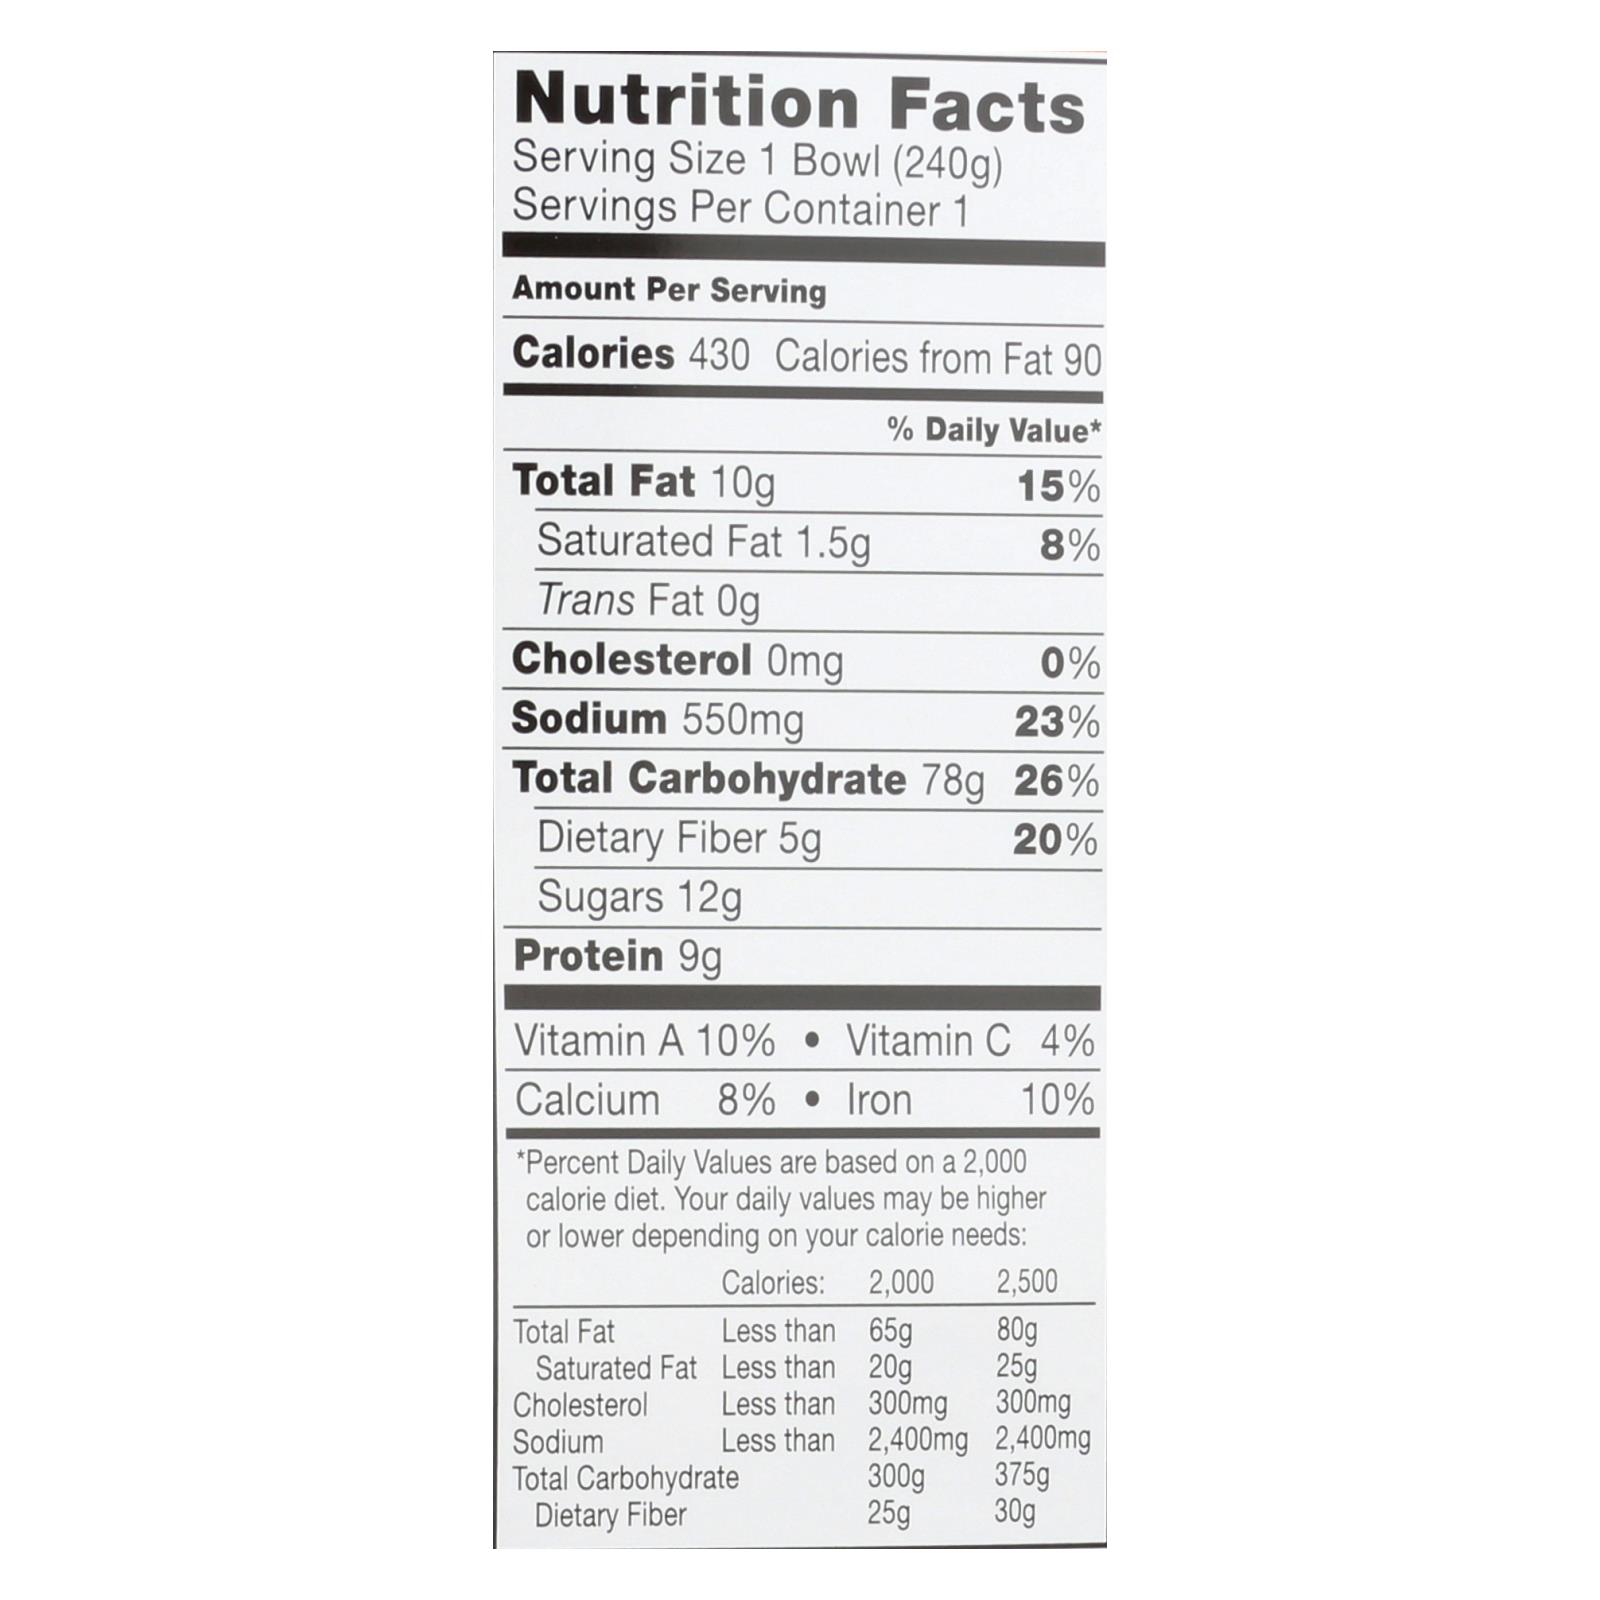 Nutrition Facts
Serving Size 1 Bowl (240g)
Servings Per Container 1
Amount Per Serving
Calories 430 Calories from Fat 90
% Daily Value*
Total Fat 10g 15%
Saturated Fat 1.5g 8%
Trans Fat 0g
Cholesterol 0mg 0%
Sodium 550mg 23%
Total Carbohydrate 78g 26%
Dietary Fiber 5g 20%
Sugars 12g
Protein 9g
Vitamin A 10% • Vitamin C 4%
Calcium 8% • Iron 10%
*Percent Daily Values are based on a 2,000
calorie diet. Your daily values may be higher
or lower depending on your calorie needs:
Calories: 2,000 2,500
Total Fat Less than 65g 80g
Saturated Fat Less than 20g 25g
Cholesterol Less than 300mg 300mg
Sodium Less than 2,400mg 2,400mg
Total Carbohydrate 300g 375g
Dietary Fiber 25g 30g